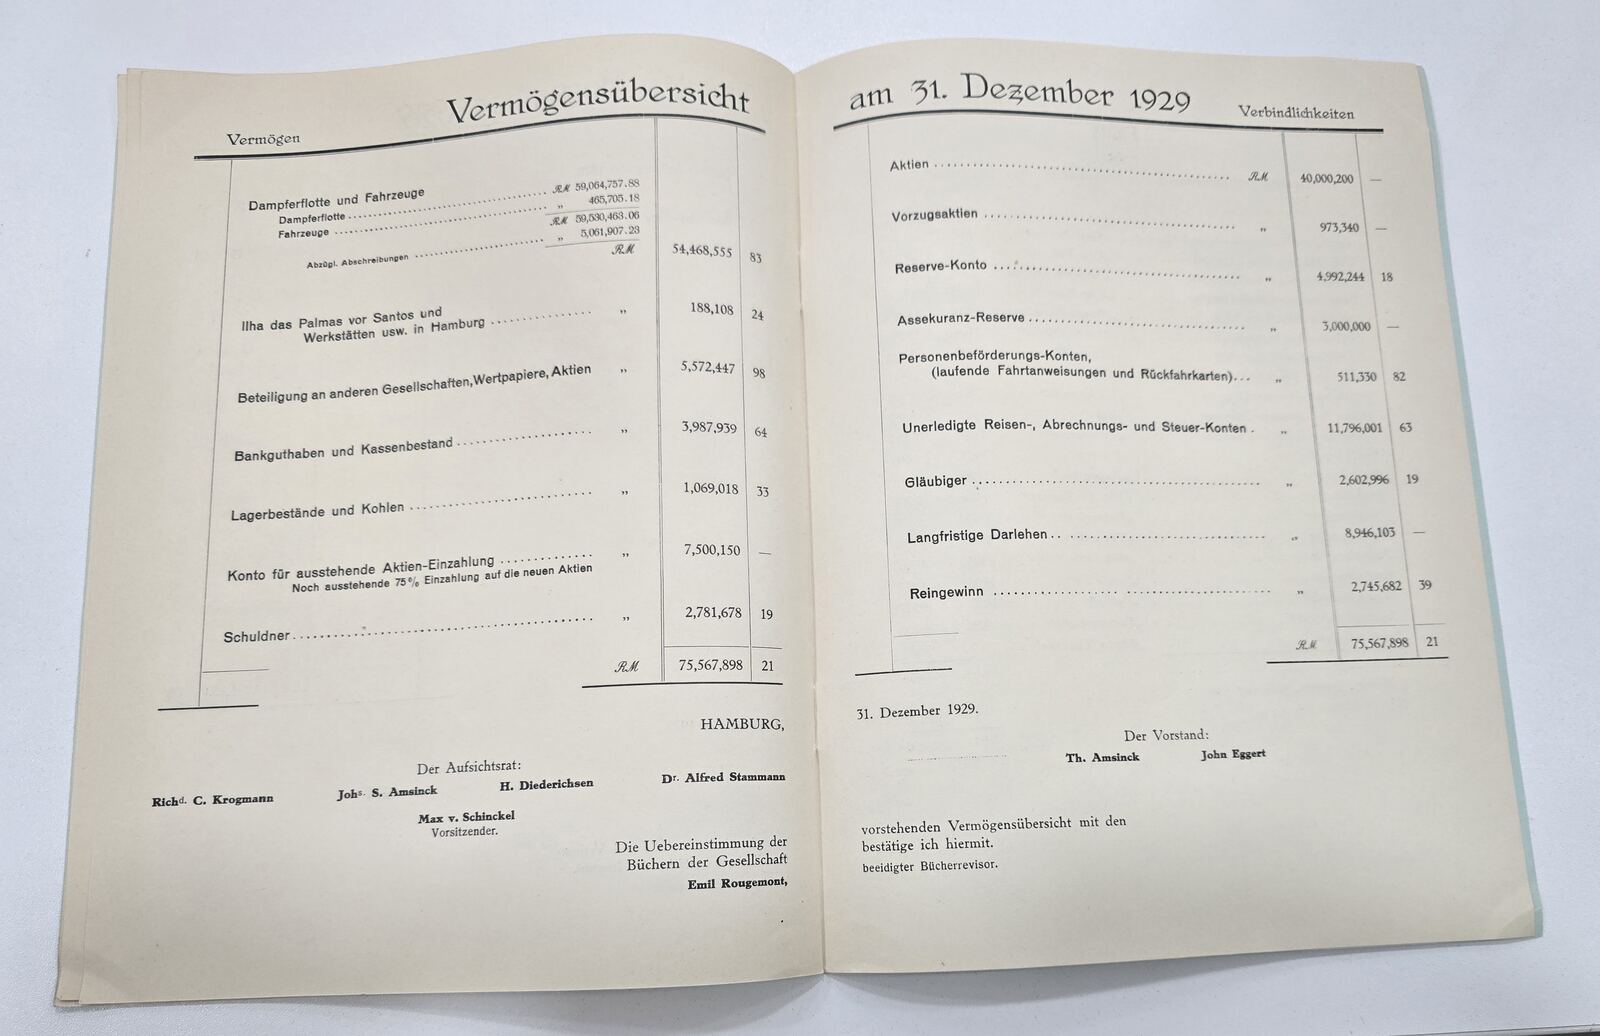 Vermögensübersicht
Vermögen
Dampferflotte und Fahrzeuge
Dampferflotte RM 59,064,757.88
Fahrzeuge „ 465,705.18
RM 59,530,463.06
Abzügl. Abschreibungen „ 5,061,907.23
RM 54,468,555 83
Ilha das Palmas vor Santos und
Werkstätten usw. in Hamburg „ 188,108 24
Beteiligung an anderen Gesellschaften, Wertpapiere, Aktien „ 5,572,447 98
Bankguthaben und Kassenbestand „ 3,987,939 64
Lagerbestände und Kohlen „ 1,069,018 33
Konto für ausstehende Aktien-Einzahlung „ 7,500,150 —
Noch ausstehende 75% Einzahlung auf die neuen Aktien
Schuldner „ 2,781,678 19
RM 75,567,898 21
HAMBURG,
Der Aufsichtsrat:
Richd. C. Krogmann Johs. S. Amsinck H. Diederichsen Dr. Alfred Stammann
Max v. Schinckel
Vorsitzender.
Die Uebereinstimmung der
Büchern der Gesellschaft
Emil Rougemont,
am 31. Dezember 1929
Verbindlichkeiten
Aktien RM 40,000,200 —
Vorzugsaktien „ 973,340 —
Reserve-Konto „ 4,992,244 18
Assekuranz-Reserve „ 3,000,000 —
Personenbeförderungs-Konten,
(laufende Fahrtanweisungen und Rückfahrkarten) „ 511,330 82
Unerledigte Reisen-, Abrechnungs- und Steuer-Konten . „ 11,796,001 63
Gläubiger „ 2,602,996 19
Langfristige Darlehen „ 8,946,103 —
Reingewinn „ 2,745,682 39
RM 75,567,898 21
31. Dezember 1929.
Der Vorstand:
Th. Amsinck John Eggert
vorstehenden Vermögensübersicht mit den
bestätige ich hiermit.
beeidigter Bücherrevisor.